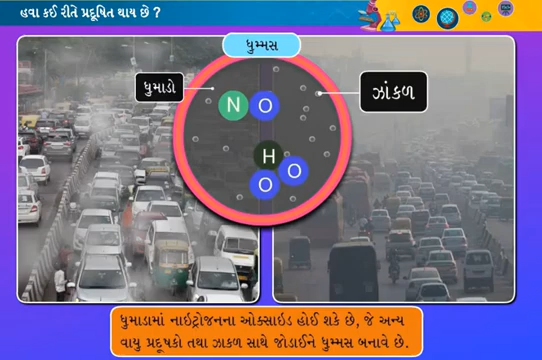 હવા કઈ રીતે પ્રદૂષિત થાય છે ?
ધુમ્મસ
ધુમાડો
ઝાંકળ
N O
H
O O
ધુમાડામાં નાઇટ્રોજનના ઓક્સાઇડ હોઈ શકે છે, જે અન્ય
વાયુ પ્રદૂષકો તથા ઝાકળ સાથે જોડાઈને ધુમ્મસ બનાવે છે.